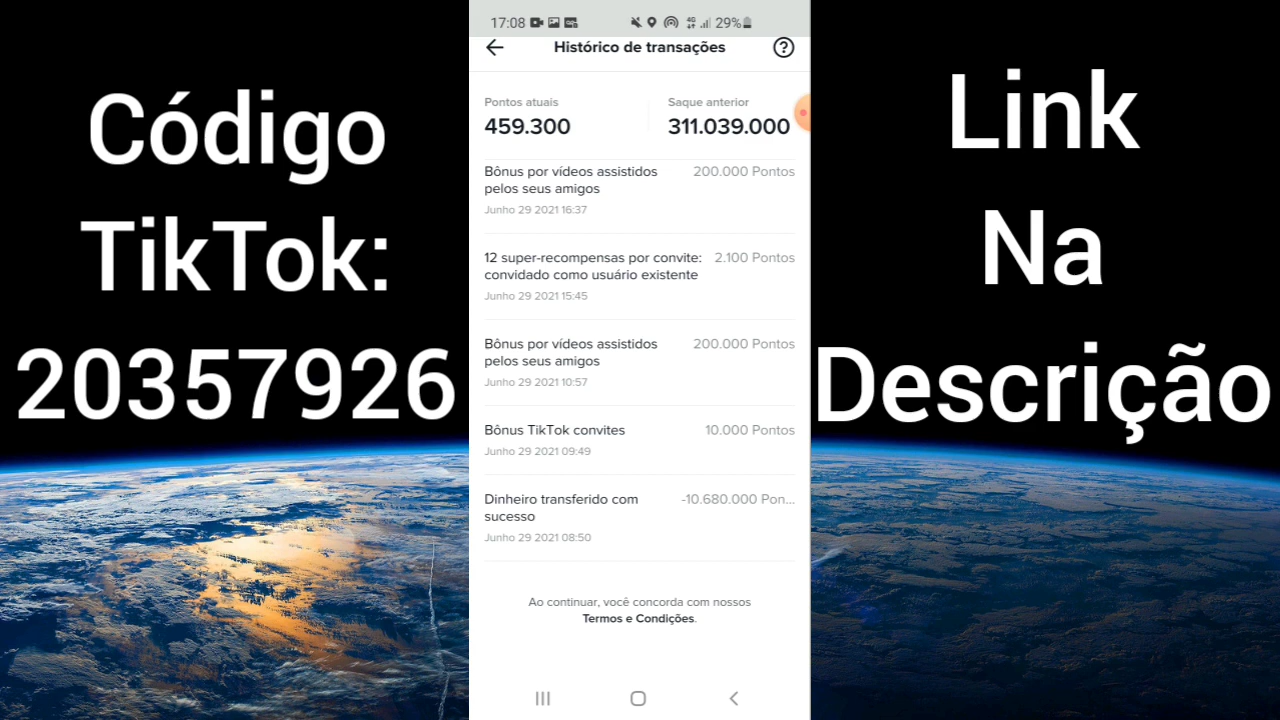 Código
TikTok:
20357926
17:08 29%
Histórico de transações
Pontos atuais
459.300
Saque anterior
311.039.000
Bônus por vídeos assistidos
pelos seus amigos
200.000 Pontos
Junho 29 2021 16:37
12 super-recompensas por convite:
convidado como usuário existente
2.100 Pontos
Junho 29 2021 15:45
Bônus por vídeos assistidos
pelos seus amigos
200.000 Pontos
Junho 29 2021 10:57
Bônus TikTok convites
10.000 Pontos
Junho 29 2021 09:49
Dinheiro transferido com
sucesso
-10.680.000 Pon...
Junho 29 2021 08:50
Ao continuar, você concorda com nossos
Termos e Condições.
Link
Na
Descrição